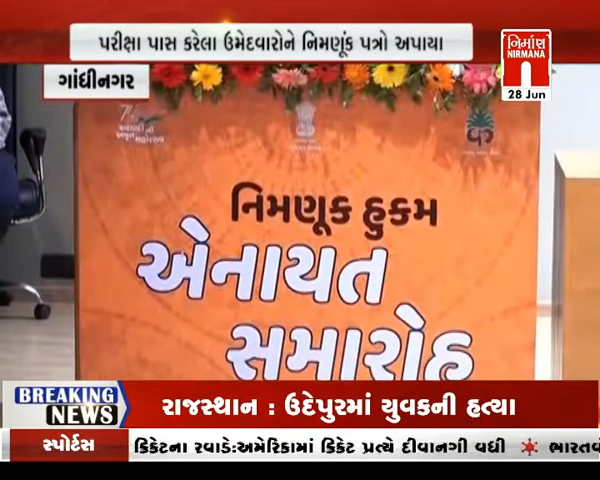 પરીક્ષા પાસ કરેલા ઉમેદવારોને નિમણૂંક પત્રો અપાયા
નિર્માણ
NIRMANA
28 Jun
ગાંધીનગર
નિમણૂક હુકમ
એનાયત
સમારોહ
BREAKING NEWS
રાજસ્થાન : ઉદેપુરમાં યુવકની હત્યા
સ્પોર્ટસ
ક્રિકેટના રવાડે:અમેરિકામાં ક્રિકેટ પ્રત્યે દીવાનગી વધી